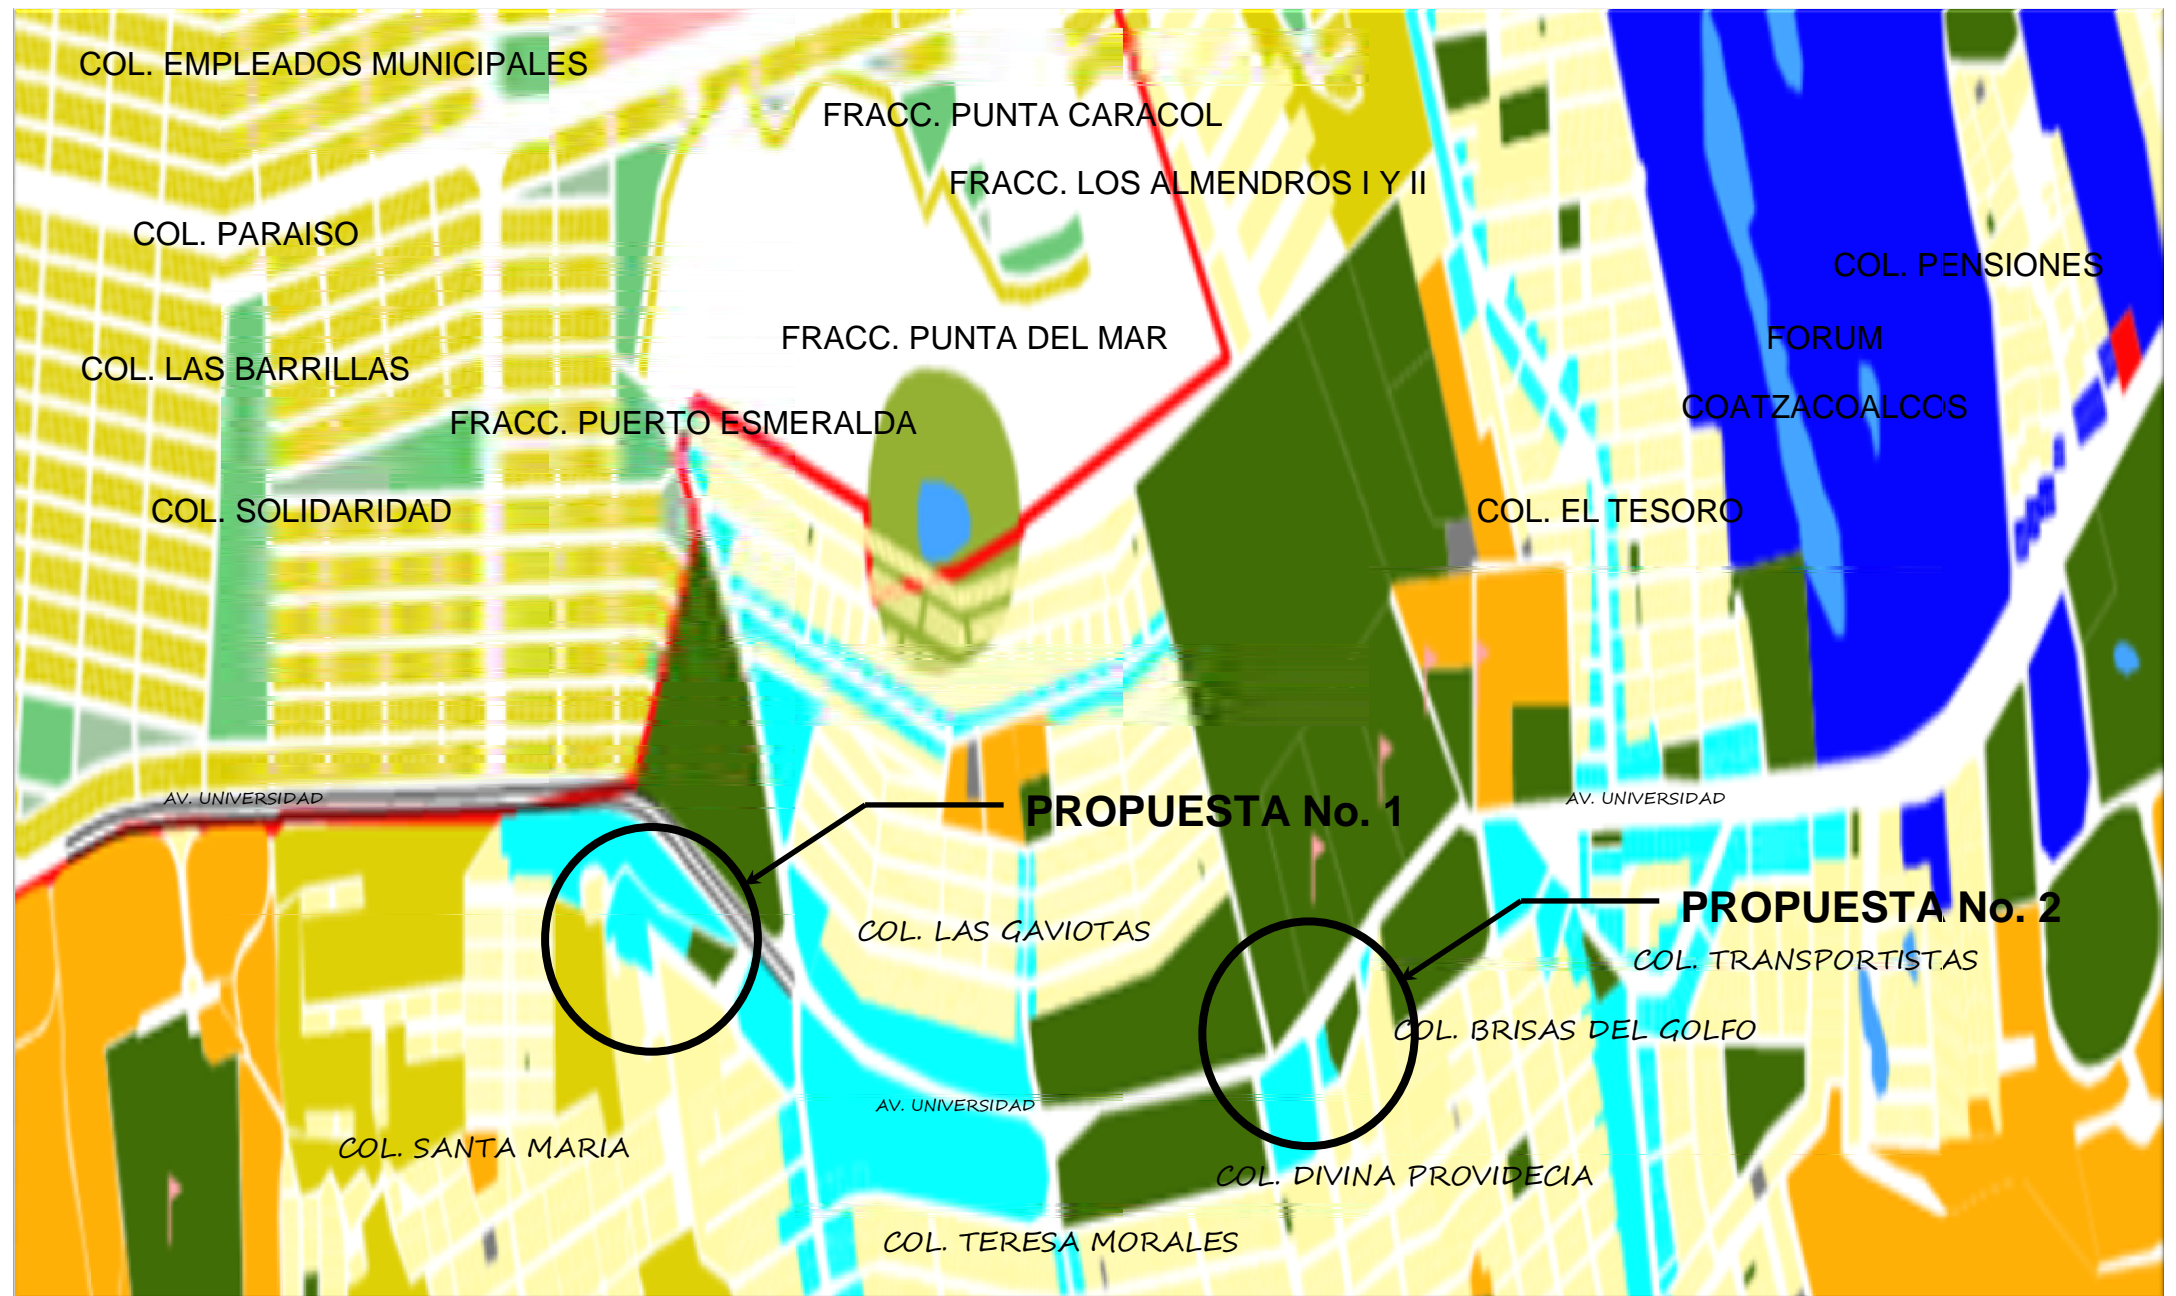 COL. EMPLEADOS MUNICIPALES
FRACC. PUNTA CARACOL
FRACC. LOS ALMENDROS I Y II
COL. PARAISO
COL. PENSIONES
FRACC. PUNTA DEL MAR
FORUM
COL. LAS BARRILLAS
COATZACOALCOS
FRACC. PUERTO ESMERALDA
COL. SOLIDARIDAD
COL. EL TESORO
AV. UNIVERSIDAD
PROPUESTA No. 1
AV. UNIVERSIDAD
PROPUESTA No. 2
COL. LAS GAVIOTAS
COL. TRANSPORTISTAS
COL. BRISAS DEL GOLFO
AV. UNIVERSIDAD
COL. SANTA MARIA
COL. DIVINA PROVIDECIA
COL. TERESA MORALES